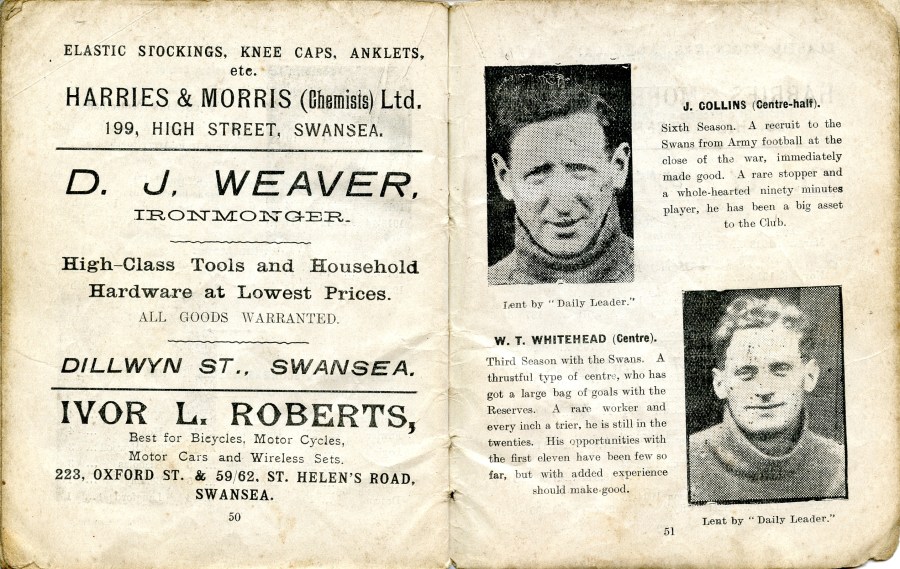 ELASTIC STOCKINGS, KNEE CAPS, ANKLETS,
etc.
HARRIES & MORRIS (Chemists) Ltd.
199, HIGH STREET, SWANSEA.
D. J. WEAVER,
IRONMONGER.
High-Class Tools and Household
Hardware at Lowest Prices.
ALL GOODS WARRANTED.
DILLWYN ST., SWANSEA.
IVOR L. ROBERTS,
Best for Bicycles, Motor Cycles,
Motor Cars and Wireless Sets.
223, OXFORD ST. & 59/62, ST. HELEN'S ROAD,
SWANSEA.
50
J. COLLINS (Centre-half).
Sixth Season. A recruit to the
Swans from Army football at the
close of the war, immediately
made good. A rare stopper and
a whole-hearted ninety minutes
player, he has been a big asset
to the Club.
Lent by "Daily Leader."
W. T. WHITEHEAD (Centre).
Third Season with the Swans. A
thrustful type of centre, who has
got a large bag of goals with the
Reserves. A rare worker and
every inch a trier, he is still in the
twenties. His opportunities with
the first eleven have been few so
far, but with added experience
should make-good.
Lent by "Daily Leader."
51